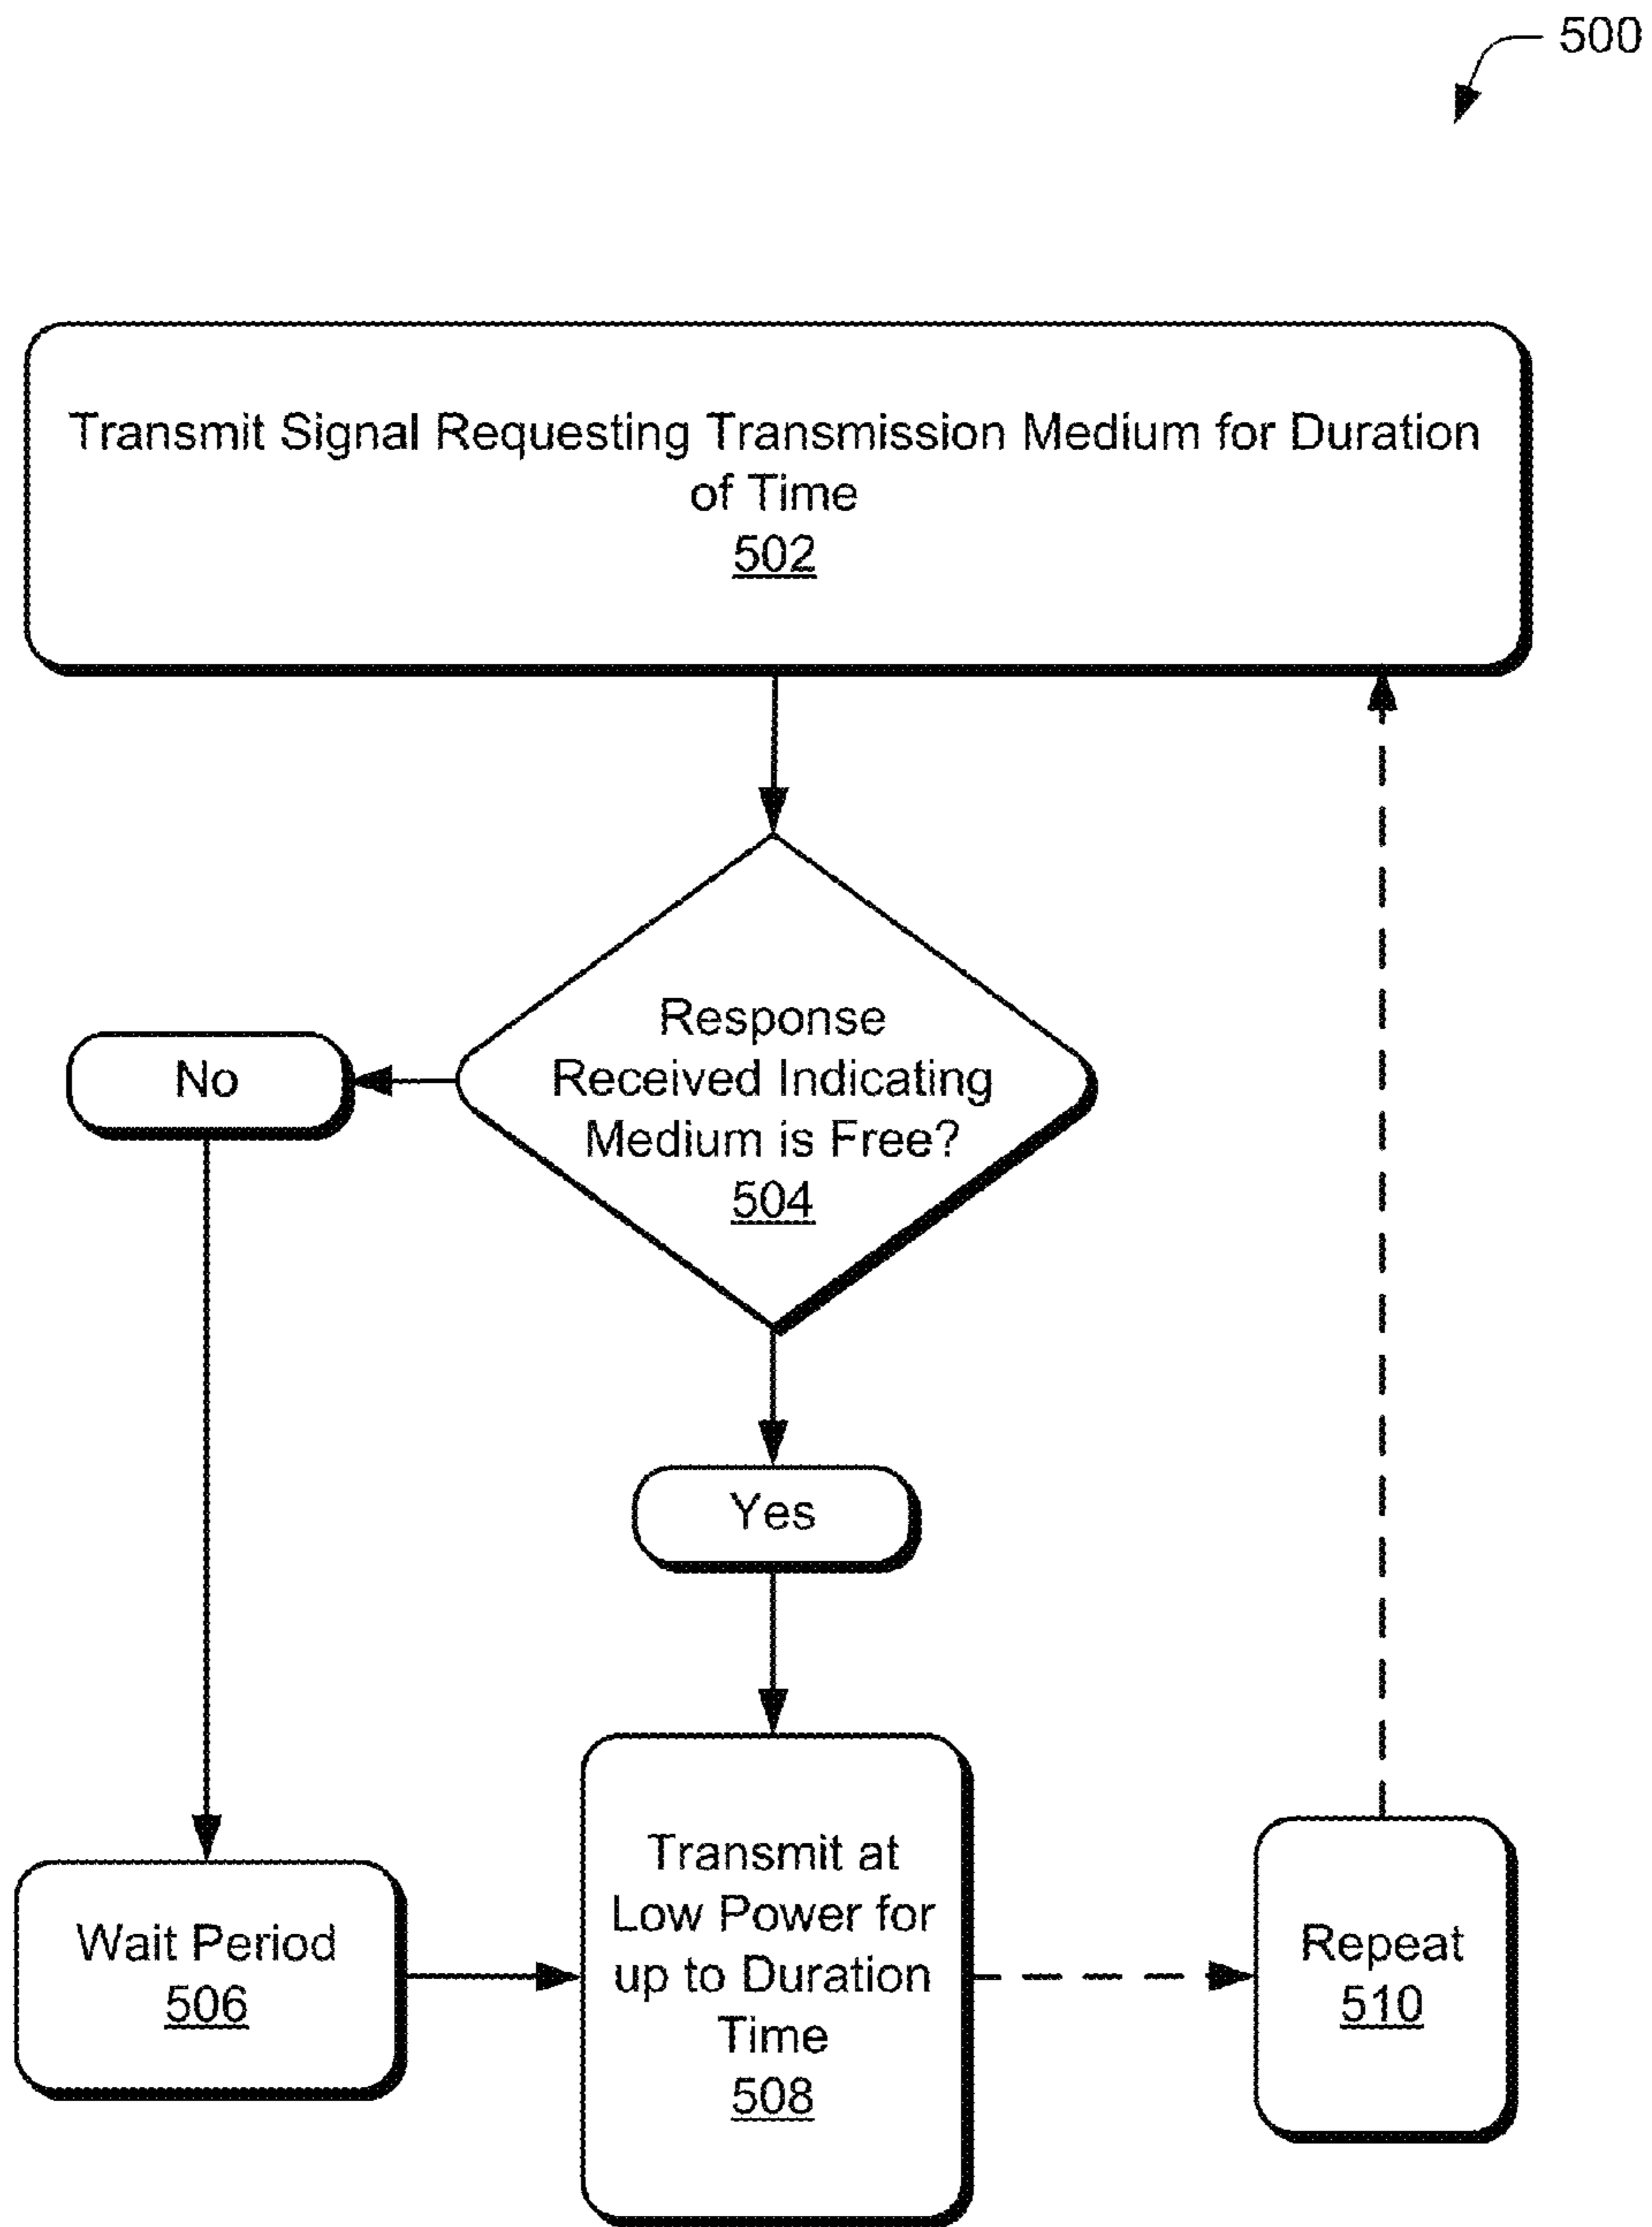 500
Transmit Signal Requesting Transmission Medium for Duration
of Time
502
Response
Received Indicating
Medium is Free?
504
No
Yes
Wait Period
506
Transmit at
Low Power for
up to Duration
Time
508
Repeat
510